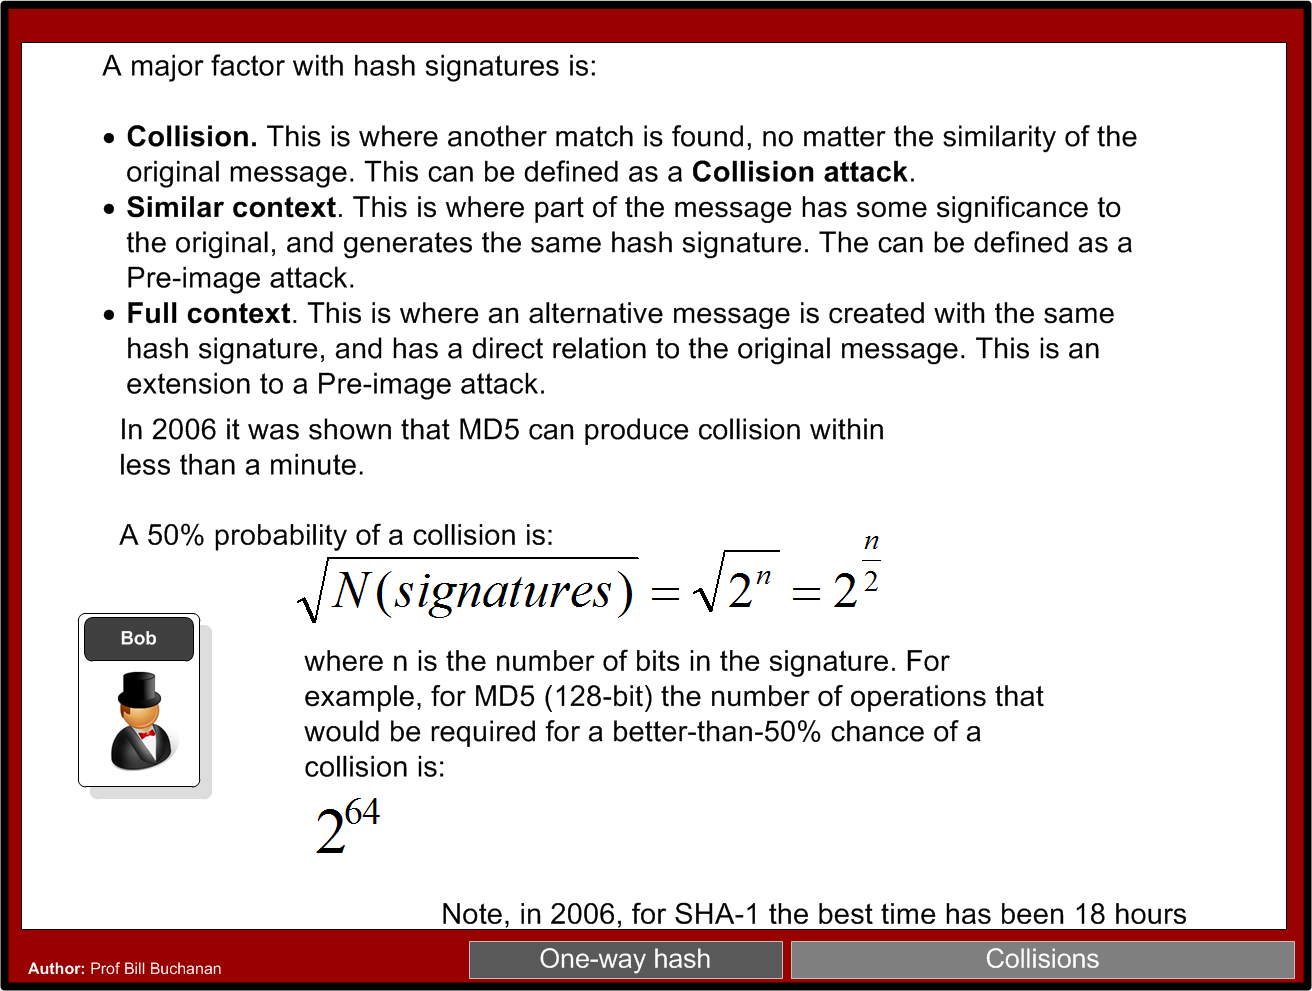 A major factor with hash signatures is:
• Collision. This is where another match is found, no matter the similarity of the
original message. This can be defined as a Collision attack.
• Similar context. This is where part of the message has some significance to
the original, and generates the same hash signature. The can be defined as a
Pre-image attack.
• Full context. This is where an alternative message is created with the same
hash signature, and has a direct relation to the original message. This is an
extension to a Pre-image attack.
In 2006 it was shown that MD5 can produce collision within
less than a minute.
A 50% probability of a collision is:
√N(signatures) = √2^n = 2^(n/2)
Bob
where n is the number of bits in the signature. For
example, for MD5 (128-bit) the number of operations that
would be required for a better-than-50% chance of a
collision is:
2^64
Note, in 2006, for SHA-1 the best time has been 18 hours
Author: Prof Bill Buchanan
One-way hash
Collisions